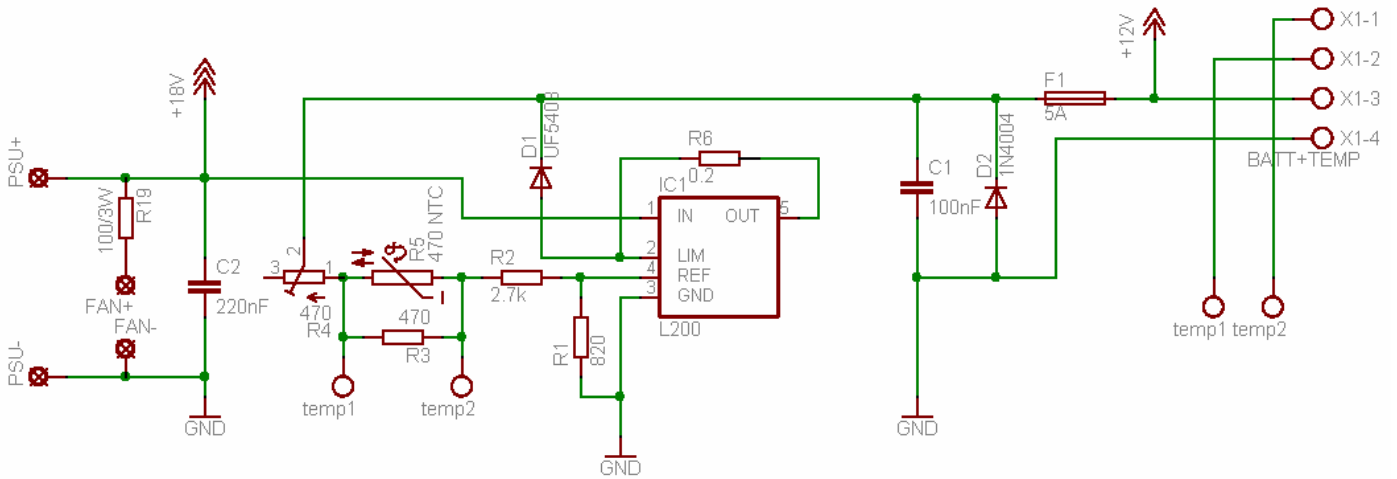 X1-1
X1-2
X1-3
X1-4
BATT+TEMP
+12V
F1
5A
+18V
PSU+
100/3W
R19
FAN+
FAN-
PSU-
C2
220nF
GND
2
3
1
470
R4
R5
470 NTC
470
R3
temp1
temp2
R2
2.7k
R1
820
GND
D1
UF5408
R6
0.2
IC1
1
IN
OUT
5
2
LIM
4
REF
3
GND
L200
C1
100nF
D2
1N4004
GND
temp1
temp2